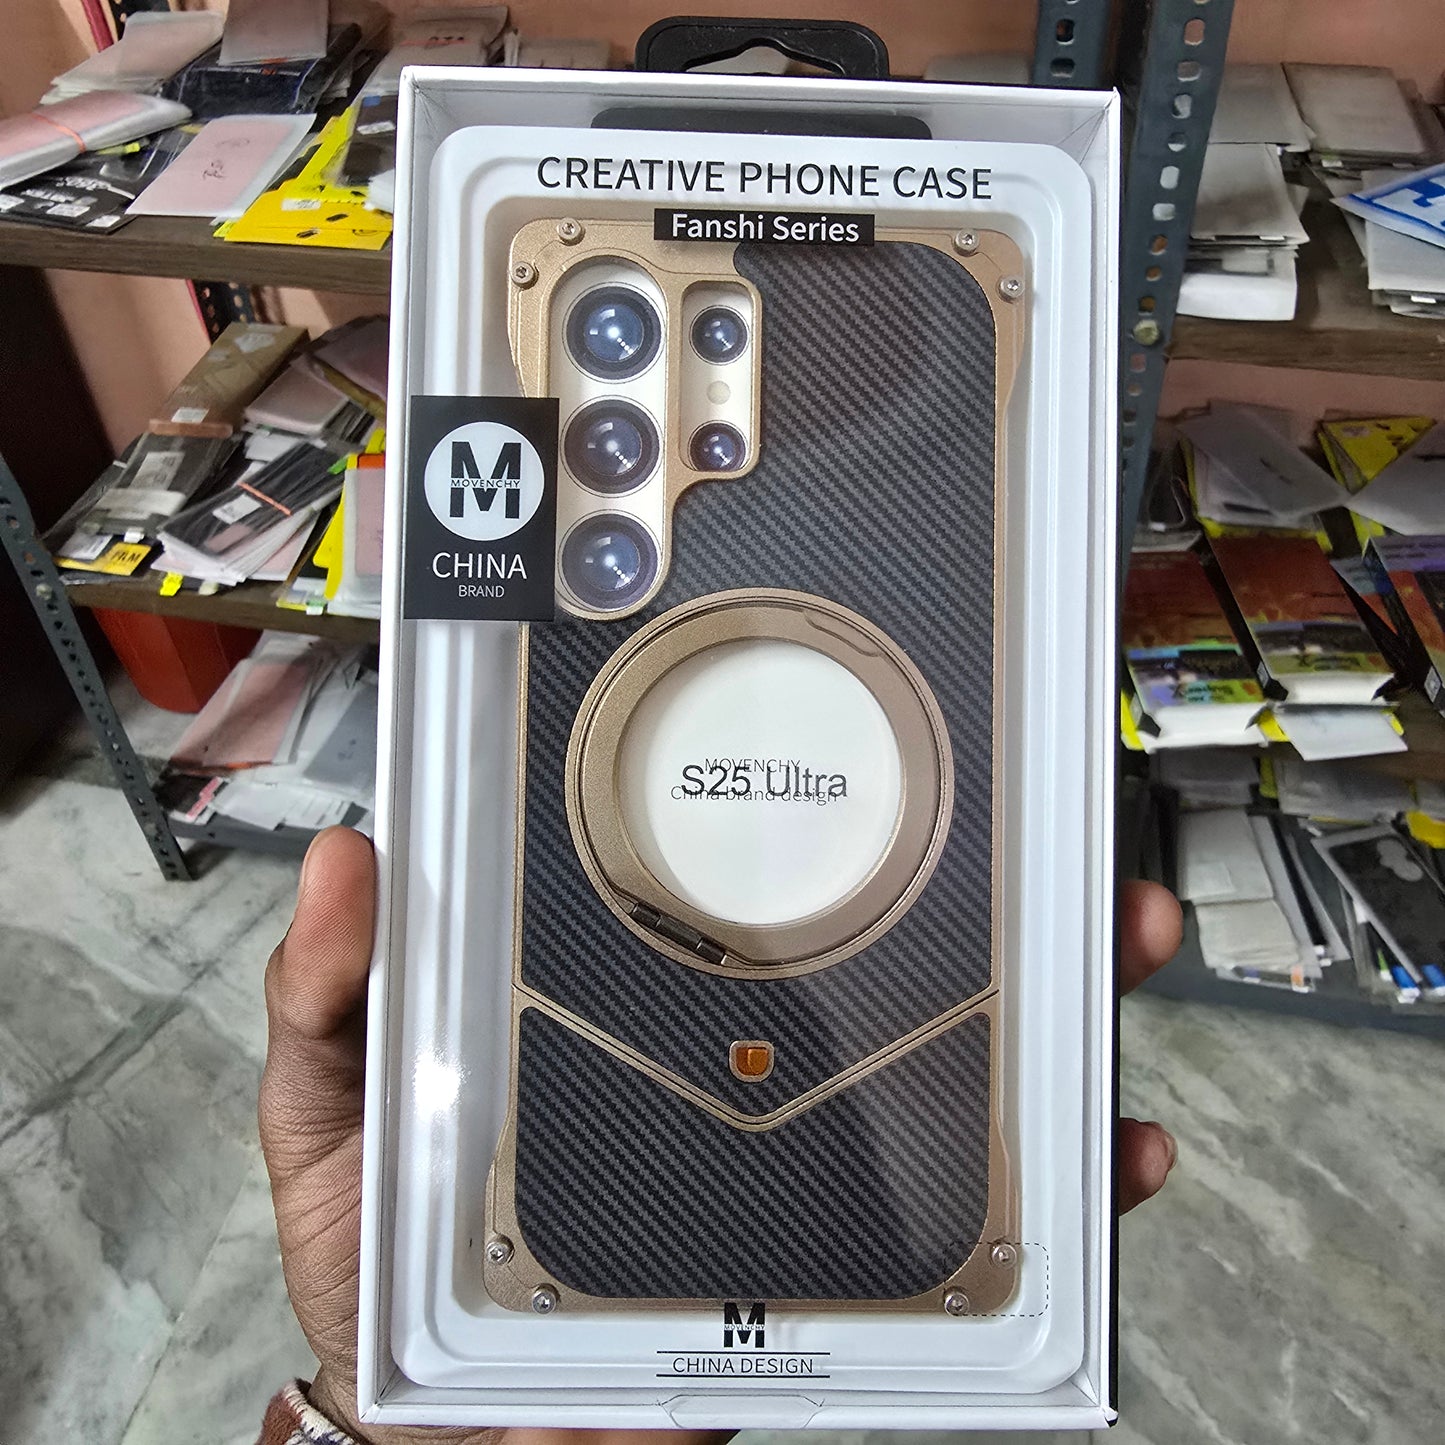 CREATIVE PHONE CASE
Fanshi Series
M
MOVENCHY
CHINA
BRAND
MOVENCHY
S25 Ultra
China brand design
M
MOVENCHY
CHINA DESIGN